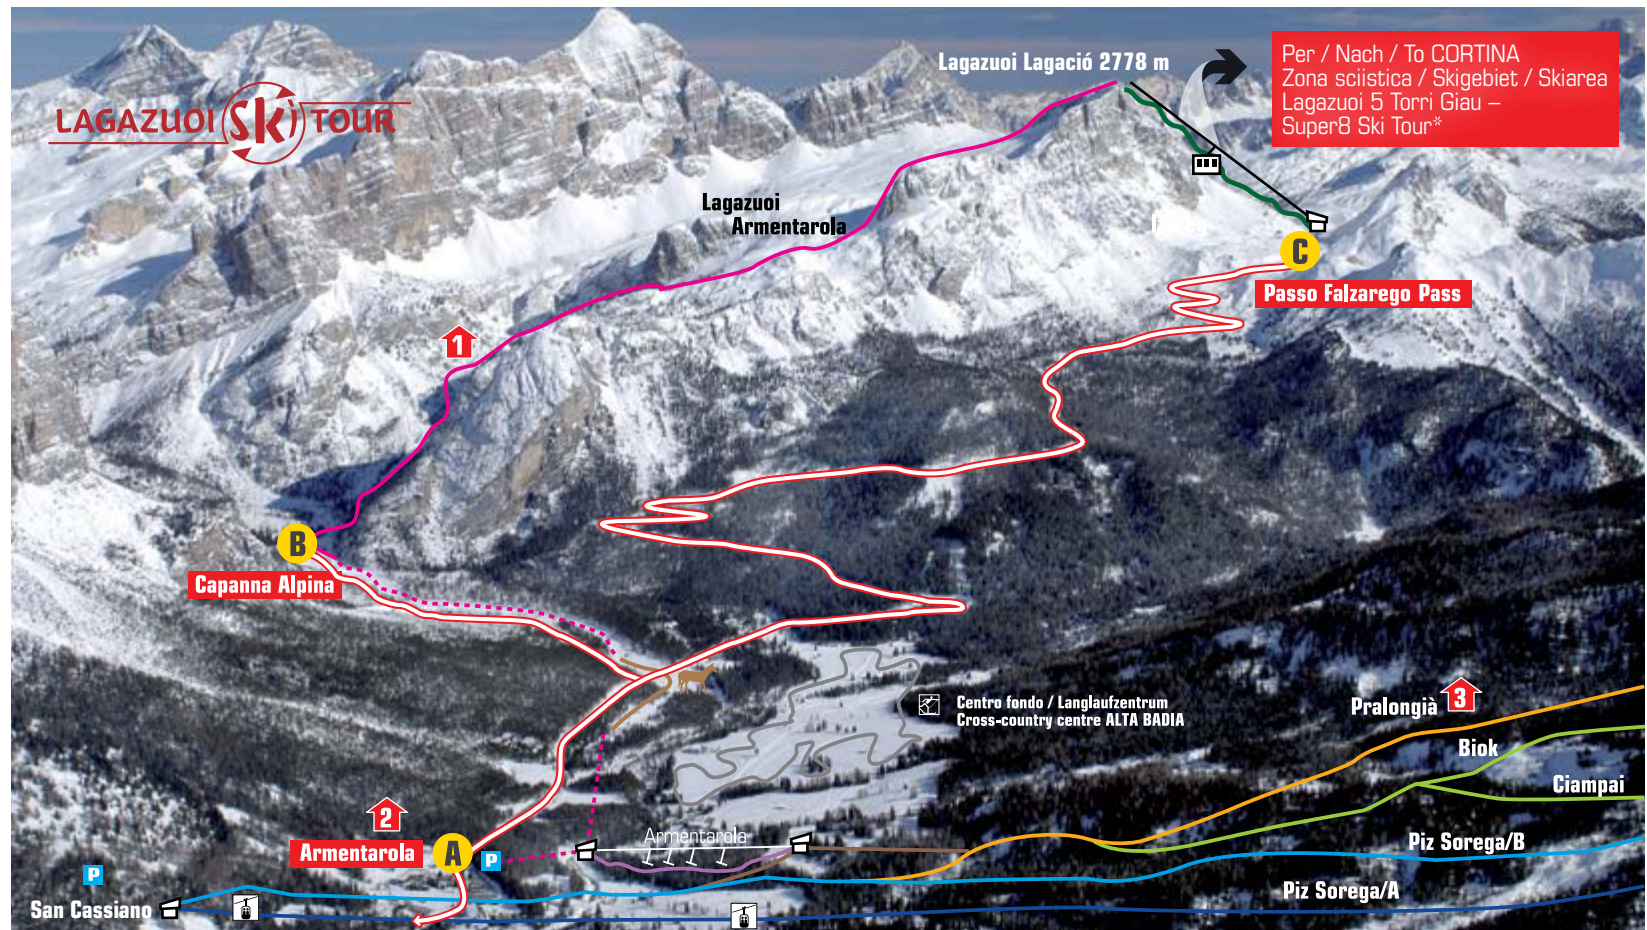 LAGAZUOI Ski TOUR
Lagazuoi Lagació 2778 m
Per / Nach / To CORTINA
Zona sciistica / Skigebiet / Skiarea
Lagazuoi 5 Torri Giau –
Super8 Ski Tour*
Lagazuoi
Armentarola
C
Passo Falzarego Pass
1
B
Capanna Alpina
Centro fondo / Langlaufzentrum
Cross-country centre ALTA BADIA
Pralongià 3
Biok
Ciampai
2
Armentarola
A
P
Armentarola
Piz Sorega/B
P
Piz Sorega/A
San Cassiano